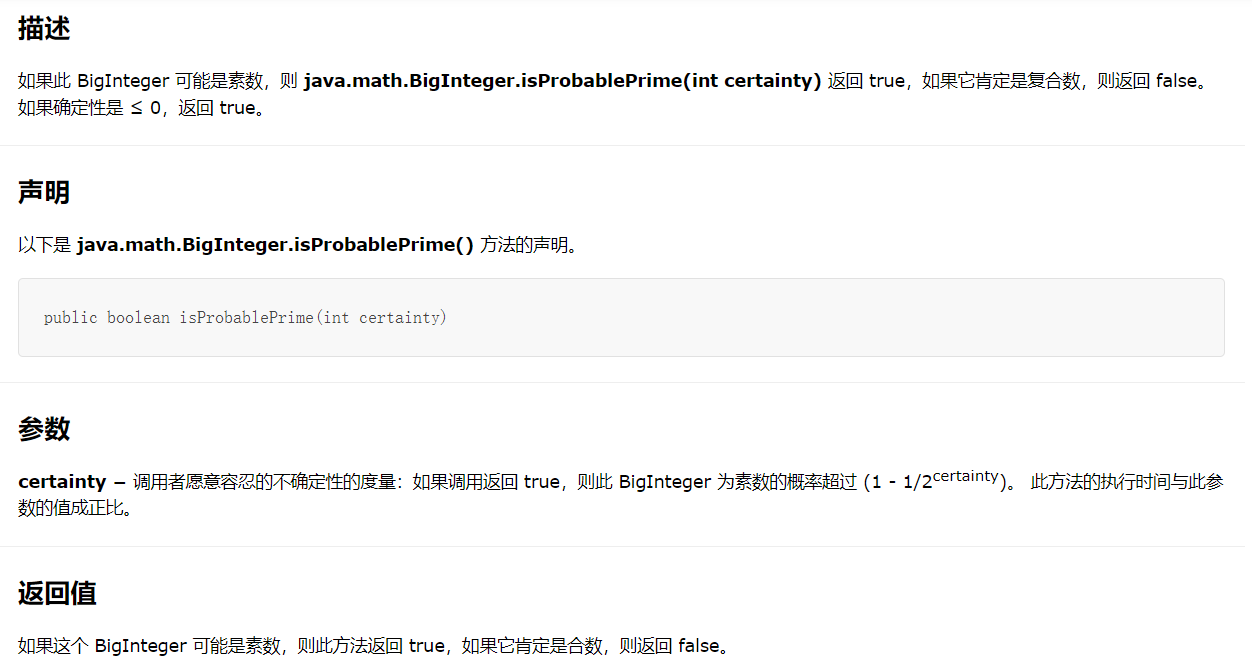 描述
如果此 BigInteger 可能是素数，则 java.math.BigInteger.isProbablePrime(int certainty) 返回 true，如果它肯定是复合数，则返回 false。
如果确定性是 ≤ 0，返回 true。
声明
以下是 java.math.BigInteger.isProbablePrime() 方法的声明。
public boolean isProbablePrime(int certainty)
参数
certainty − 调用者愿意容忍的不确定性的度量：如果调用返回 true，则此 BigInteger 为素数的概率超过 (1 - 1/2^certainty)。 此方法的执行时间与此参
数的值成正比。
返回值
如果这个 BigInteger 可能是素数，则此方法返回 true，如果它肯定是合数，则返回 false。